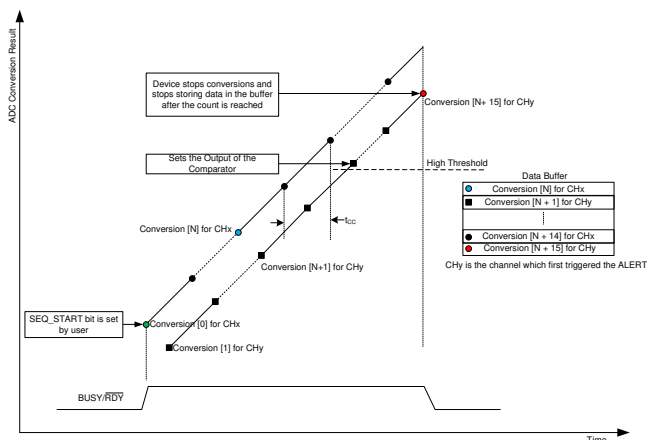 ADC Conversion Result
Device stops conversions and
stops storing data in the buffer
after the count is reached
Conversion [N+ 15] for CHy
Sets the Output of the
Comparator
High Threshold
Data Buffer
Conversion [N] for CHx
Conversion [N + 1] for CHy
Conversion [N + 14] for CHx
Conversion [N + 15] for CHy
CHy is the channel which first triggered the ALERT
Conversion [N] for CHx
tCC
Conversion [N+1] for CHy
SEQ_START bit is set
by user
Conversion [0] for CHx
Conversion [1] for CHy
BUSY/RDY
Time